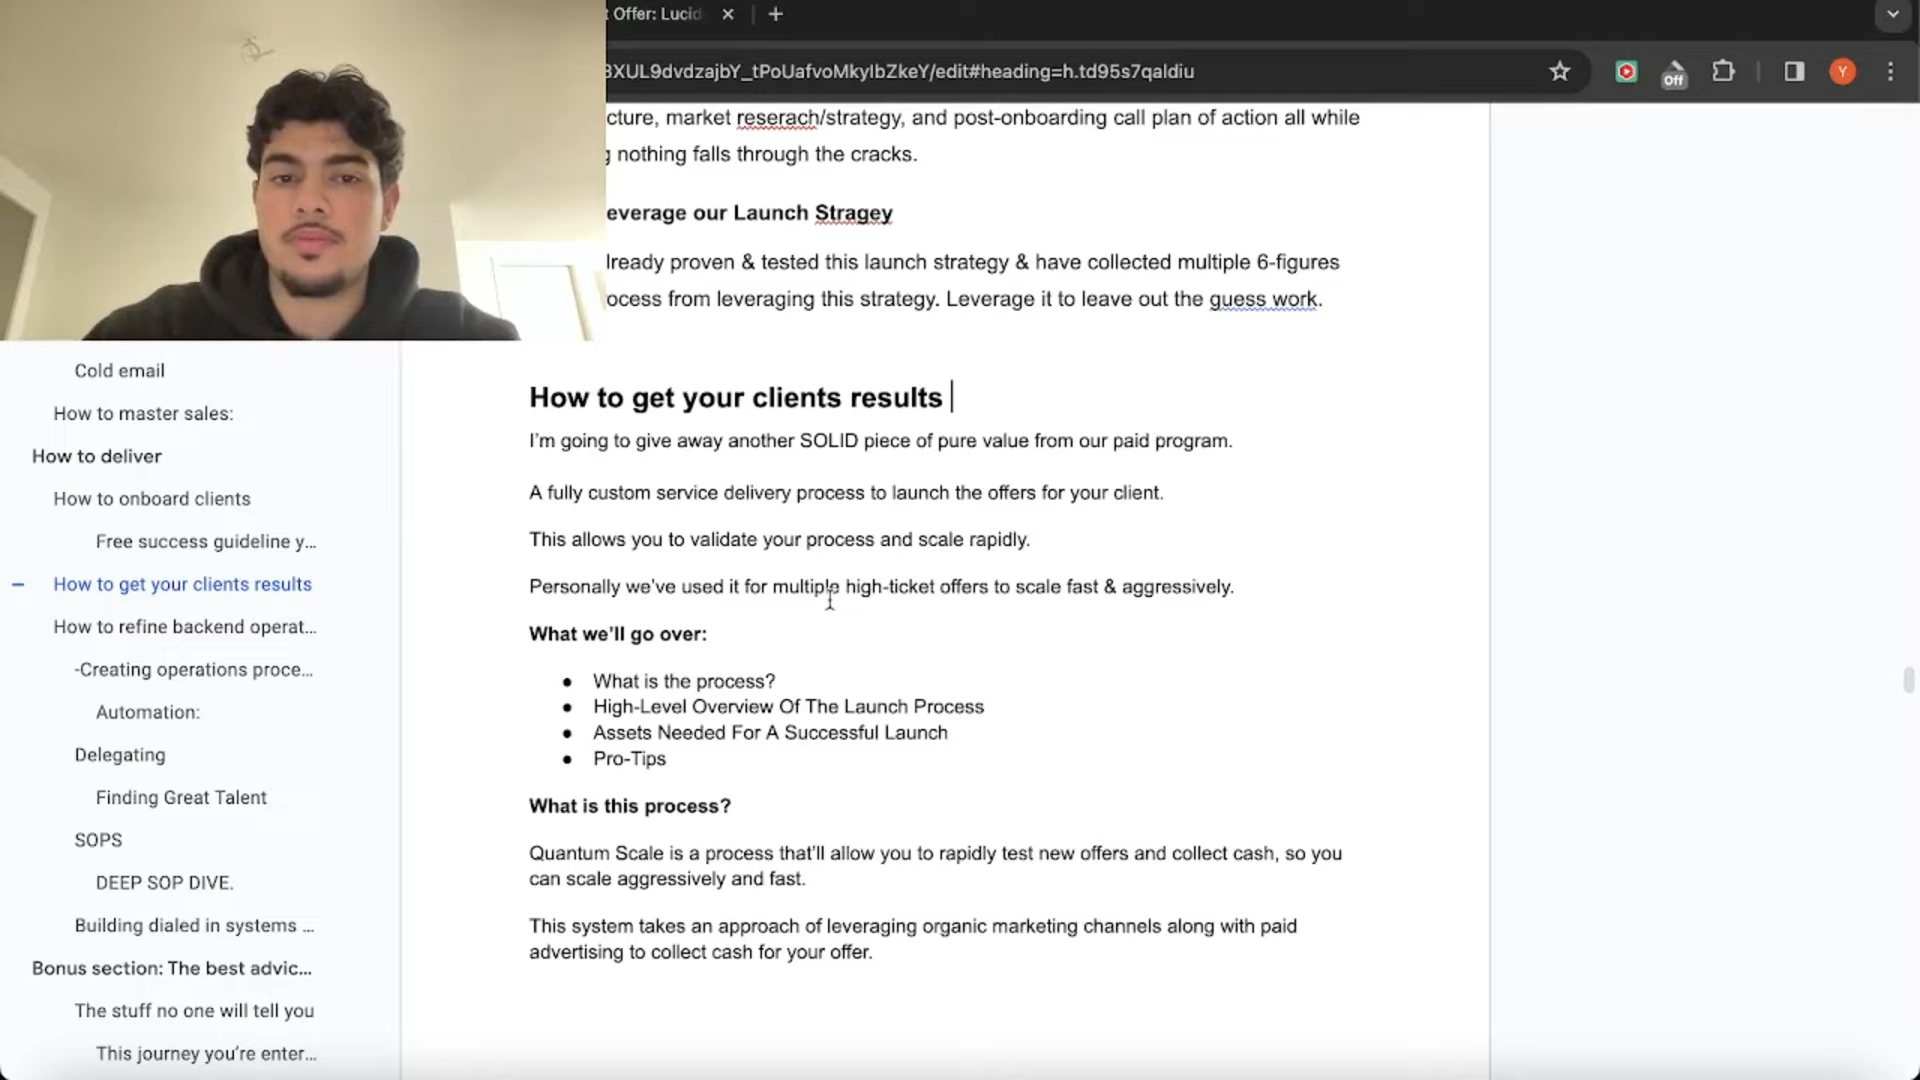 t Offer: Lucid
3XUL9dvdzajbY_tPoUafvoMkyIbZkeY/edit#heading=h.td95s7qaldiu
Off
Y
cture, market reserach/strategy, and post-onboarding call plan of action all while
g nothing falls through the cracks.
everage our Launch Stragey
lready proven & tested this launch strategy & have collected multiple 6-figures
ocess from leveraging this strategy. Leverage it to leave out the guess work.
Cold email
How to master sales:
How to deliver
How to onboard clients
Free success guideline y...
How to get your clients results
How to refine backend operat...
-Creating operations proce...
Automation:
Delegating
Finding Great Talent
SOPS
DEEP SOP DIVE.
Building dialed in systems ...
Bonus section: The best advic...
The stuff no one will tell you
This journey you're enter...
How to get your clients results
I'm going to give away another SOLID piece of pure value from our paid program.
A fully custom service delivery process to launch the offers for your client.
This allows you to validate your process and scale rapidly.
Personally we've used it for multiple high-ticket offers to scale fast & aggressively.
What we'll go over:
● What is the process?
● High-Level Overview Of The Launch Process
● Assets Needed For A Successful Launch
● Pro-Tips
What is this process?
Quantum Scale is a process that'll allow you to rapidly test new offers and collect cash, so you
can scale aggressively and fast.
This system takes an approach of leveraging organic marketing channels along with paid
advertising to collect cash for your offer.